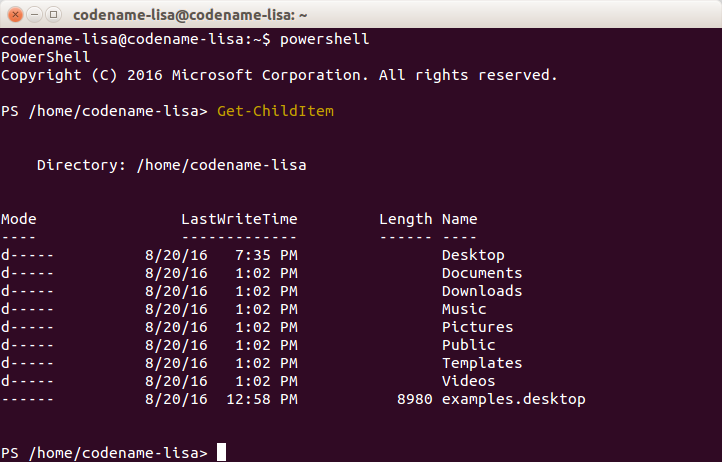 codename-lisa@codename-lisa: ~
codename-lisa@codename-lisa:~$ powershell
PowerShell
Copyright (C) 2016 Microsoft Corporation. All rights reserved.
PS /home/codename-lisa> Get-ChildItem
Directory: /home/codename-lisa
Mode                LastWriteTime         Length Name
----                -------------         ------ ----
d-----          8/20/16   7:35 PM                Desktop
d-----          8/20/16   1:02 PM                Documents
d-----          8/20/16   1:02 PM                Downloads
d-----          8/20/16   1:02 PM                Music
d-----          8/20/16   1:02 PM                Pictures
d-----          8/20/16   1:02 PM                Public
d-----          8/20/16   1:02 PM                Templates
d-----          8/20/16   1:02 PM                Videos
------          8/20/16  12:58 PM           8980 examples.desktop
PS /home/codename-lisa>